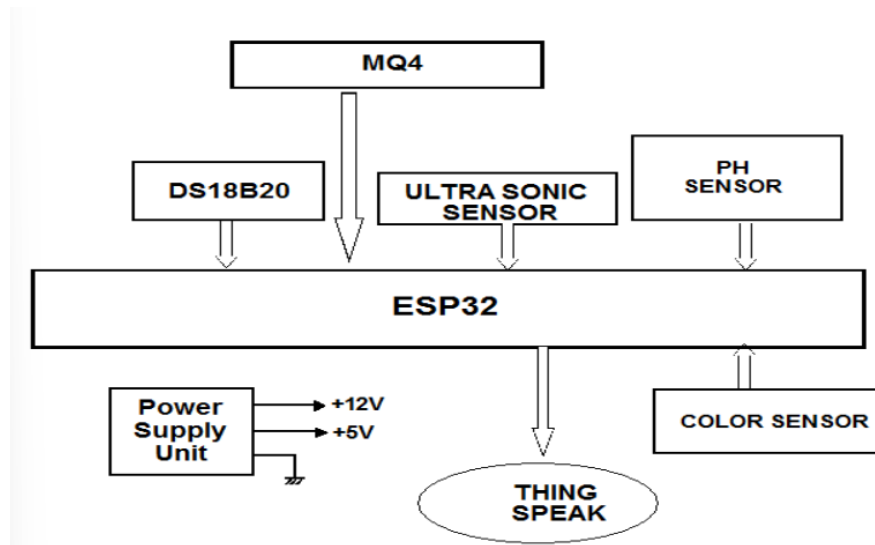 MQ4
DS18B20
ULTRA SONIC
SENSOR
PH
SENSOR
ESP32
Power
Supply
Unit
+12V
+5V
COLOR SENSOR
THING
SPEAK